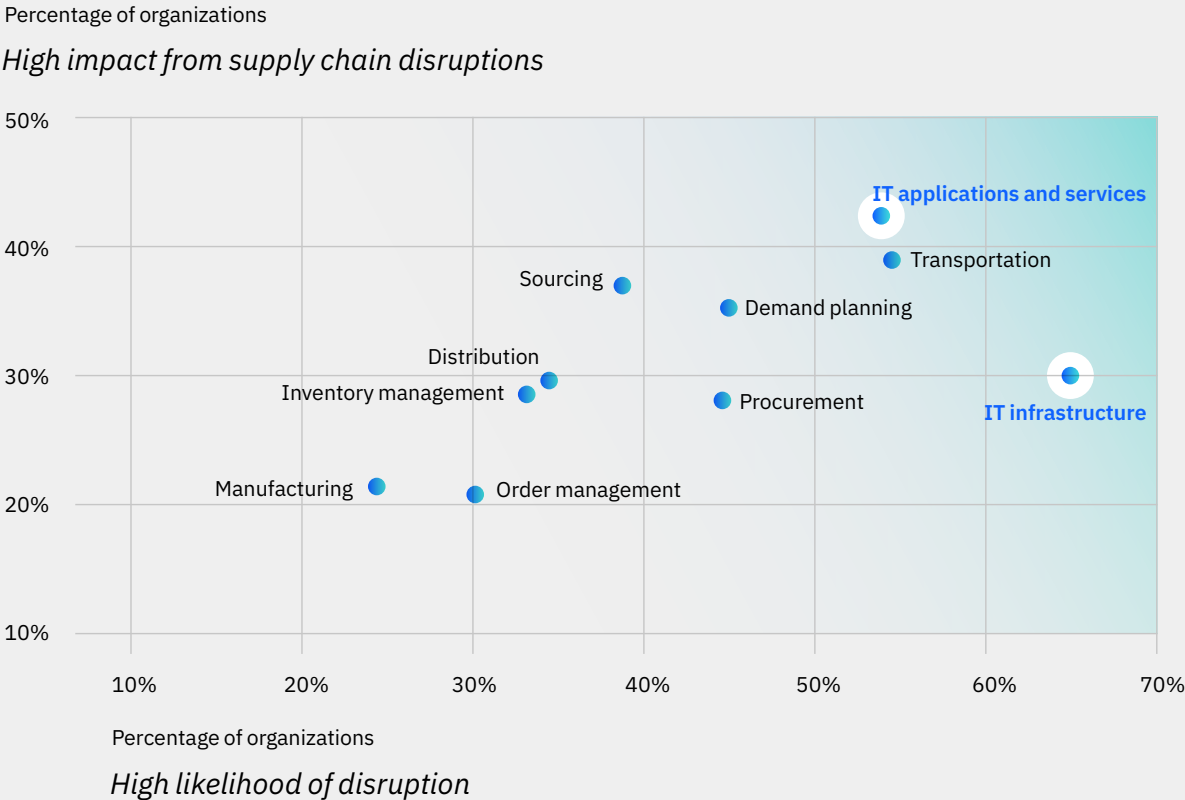 Percentage of organizations
High impact from supply chain disruptions
50%
IT applications and services
40%
Transportation
Sourcing
Demand planning
Distribution
30%
Inventory management
Procurement
IT infrastructure
Manufacturing
Order management
20%
10%
10% 20% 30% 40% 50% 60% 70%
Percentage of organizations
High likelihood of disruption